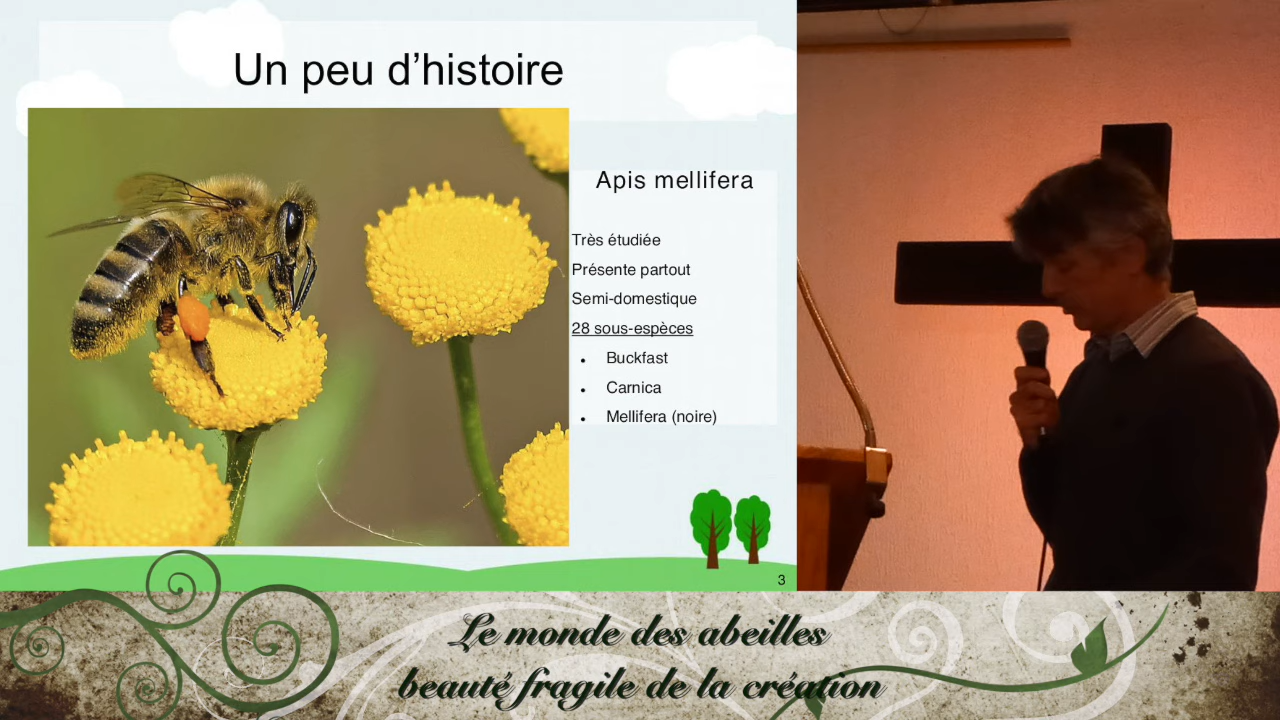 Un peu d’histoire
Apis mellifera
Très étudiée
Présente partout
Semi-domestique
28 sous-espèces
• Buckfast
• Carnica
• Mellifera (noire)
3
Le monde des abeilles
beauté fragile de la création